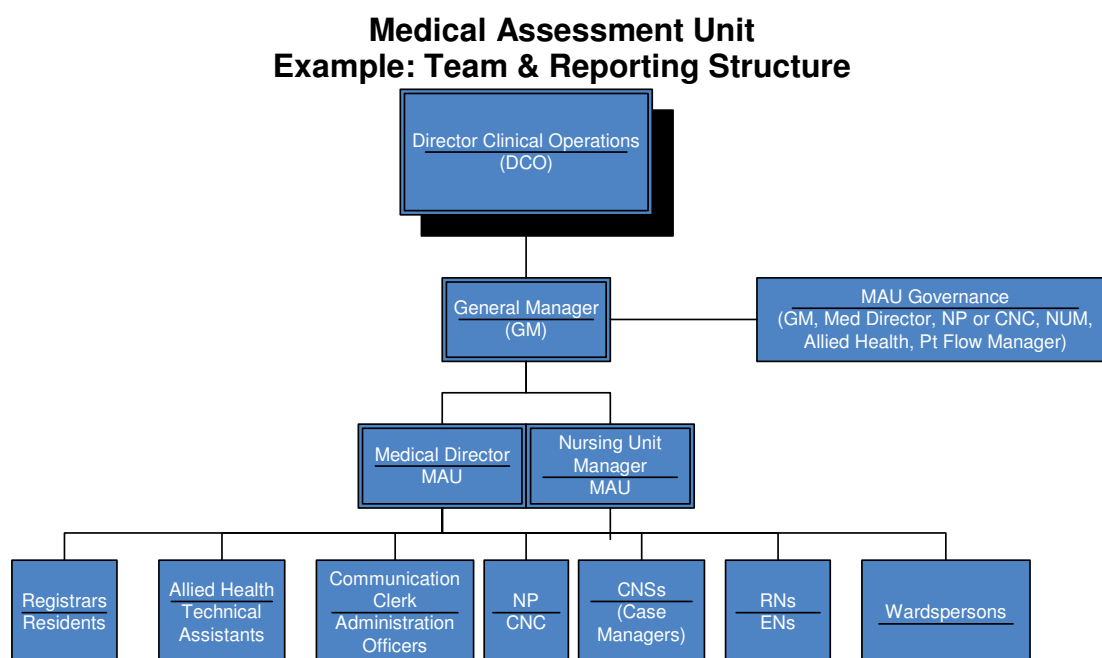 Medical Assessment Unit
Example: Team & Reporting Structure
Director Clinical Operations
(DCO)
General Manager
(GM)
MAU Governance
(GM, Med Director, NP or CNC, NUM,
Allied Health, Pt Flow Manager)
Medical Director
MAU
Nursing Unit
Manager
MAU
Registrars
Residents
Allied Health
Technical
Assistants
Communication
Clerk
Administration
Officers
NP
CNC
CNSs
(Case
Managers)
RNs
ENs
Wardspersons